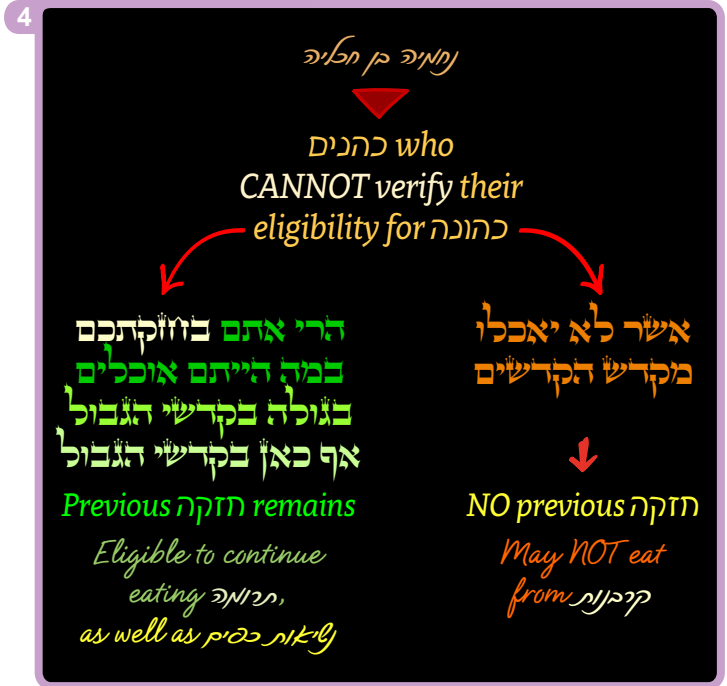 4
נחמיה בן חכליה
כהנים who
CANNOT verify their
eligibility for כהונה
הרי אתם בחזקתכם
במה הייתם אוכלים
בגולה בקדשי הגבול
אף כאן בקדשי הגבול
Previous חזקה remains
Eligible to continue
eating תרומה,
as well as נשיאות כפים
אשר לא יאכלו
מקדש הקדשים
NO previous חזקה
May NOT eat
from קרבנות